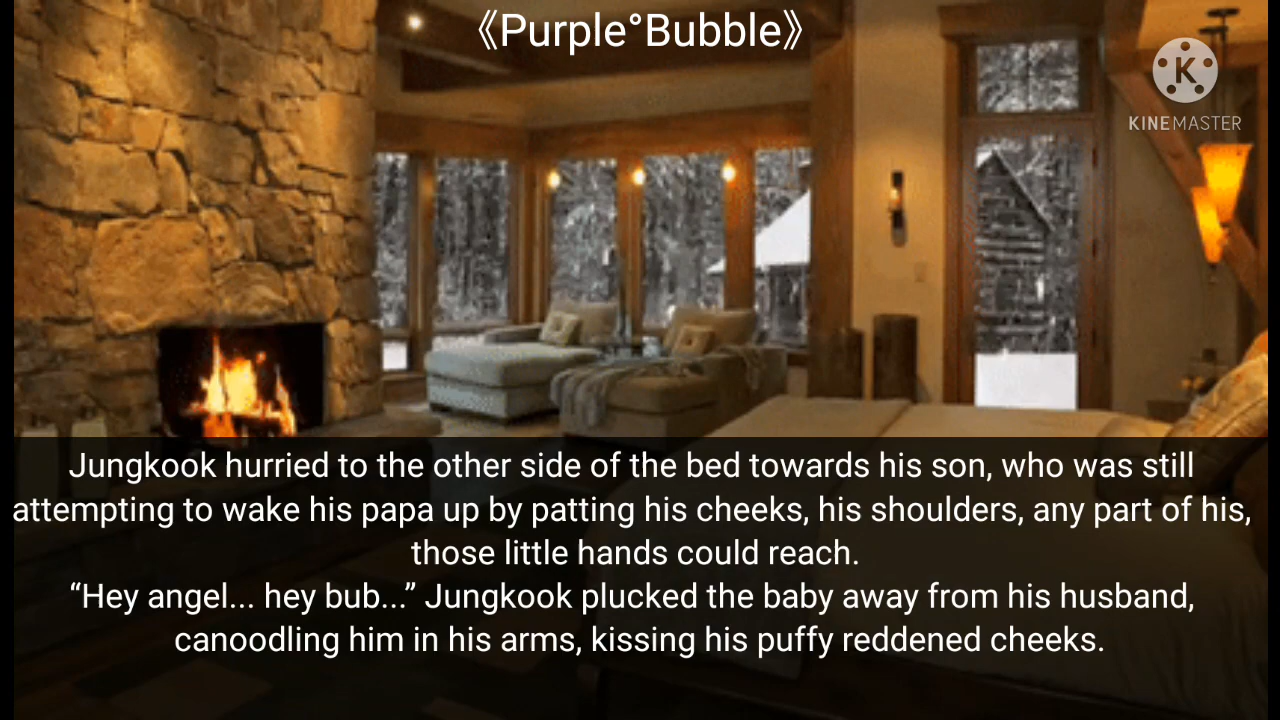 《Purple°Bubble》
K
KINEMASTER
Jungkook hurried to the other side of the bed towards his son, who was still
attempting to wake his papa up by patting his cheeks, his shoulders, any part of his,
those little hands could reach.
“Hey angel... hey bub...” Jungkook plucked the baby away from his husband,
canoodling him in his arms, kissing his puffy reddened cheeks.